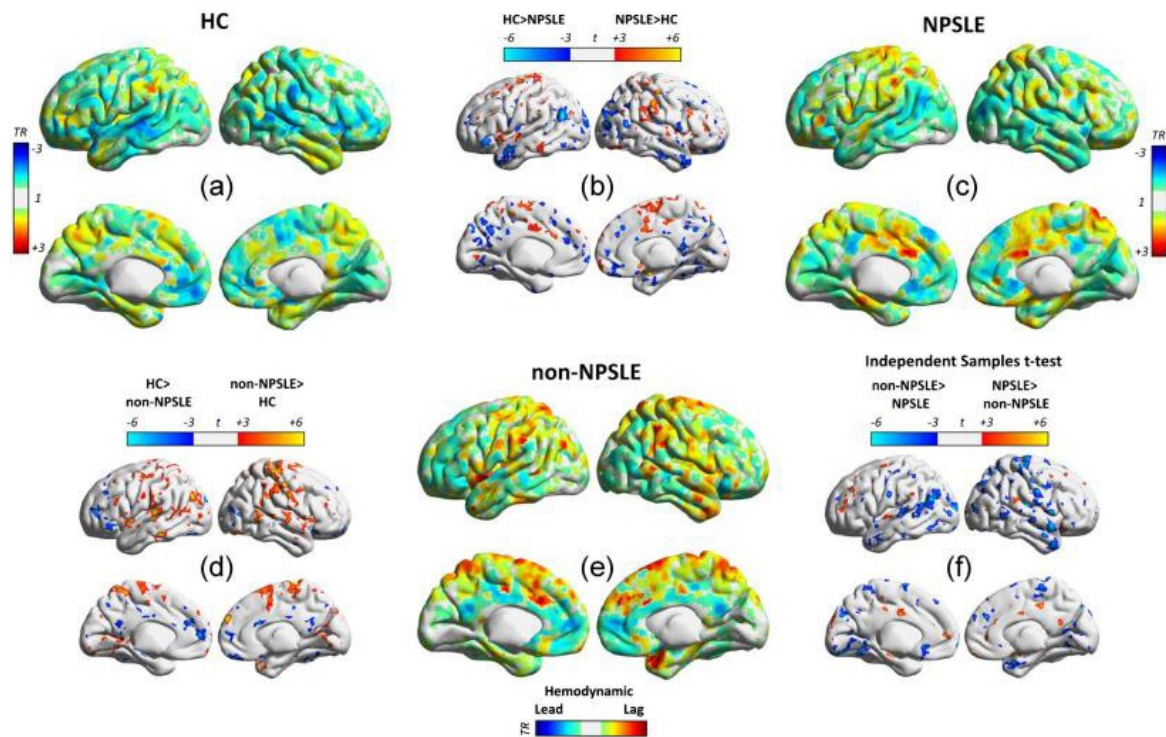 HC
HC>NPSLE NPSLE>HC
-6 -3 t +3 +6
NPSLE
TR
-3
1
+3
(a)
(b)
(c)
TR
-3
1
+3
HC>
non-NPSLE
non-NPSLE>
HC
-6 -3 t +3 +6
non-NPSLE
Independent Samples t-test
non-NPSLE>
NPSLE
NPSLE>
non-NPSLE
-6 -3 t +3 +6
(d)
(e)
(f)
Hemodynamic
Lead Lag
TR